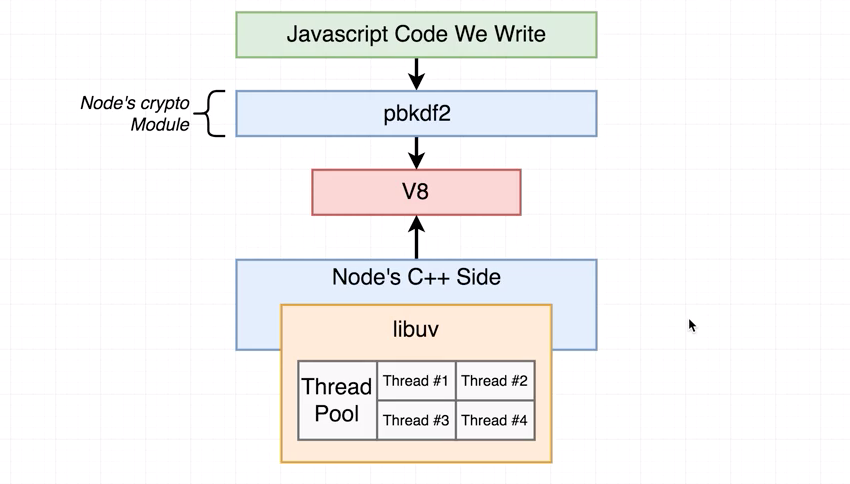 Javascript Code We Write
Node's crypto
Module
pbkdf2
V8
Node's C++ Side
libuv
Thread
Pool
Thread #1
Thread #2
Thread #3
Thread #4